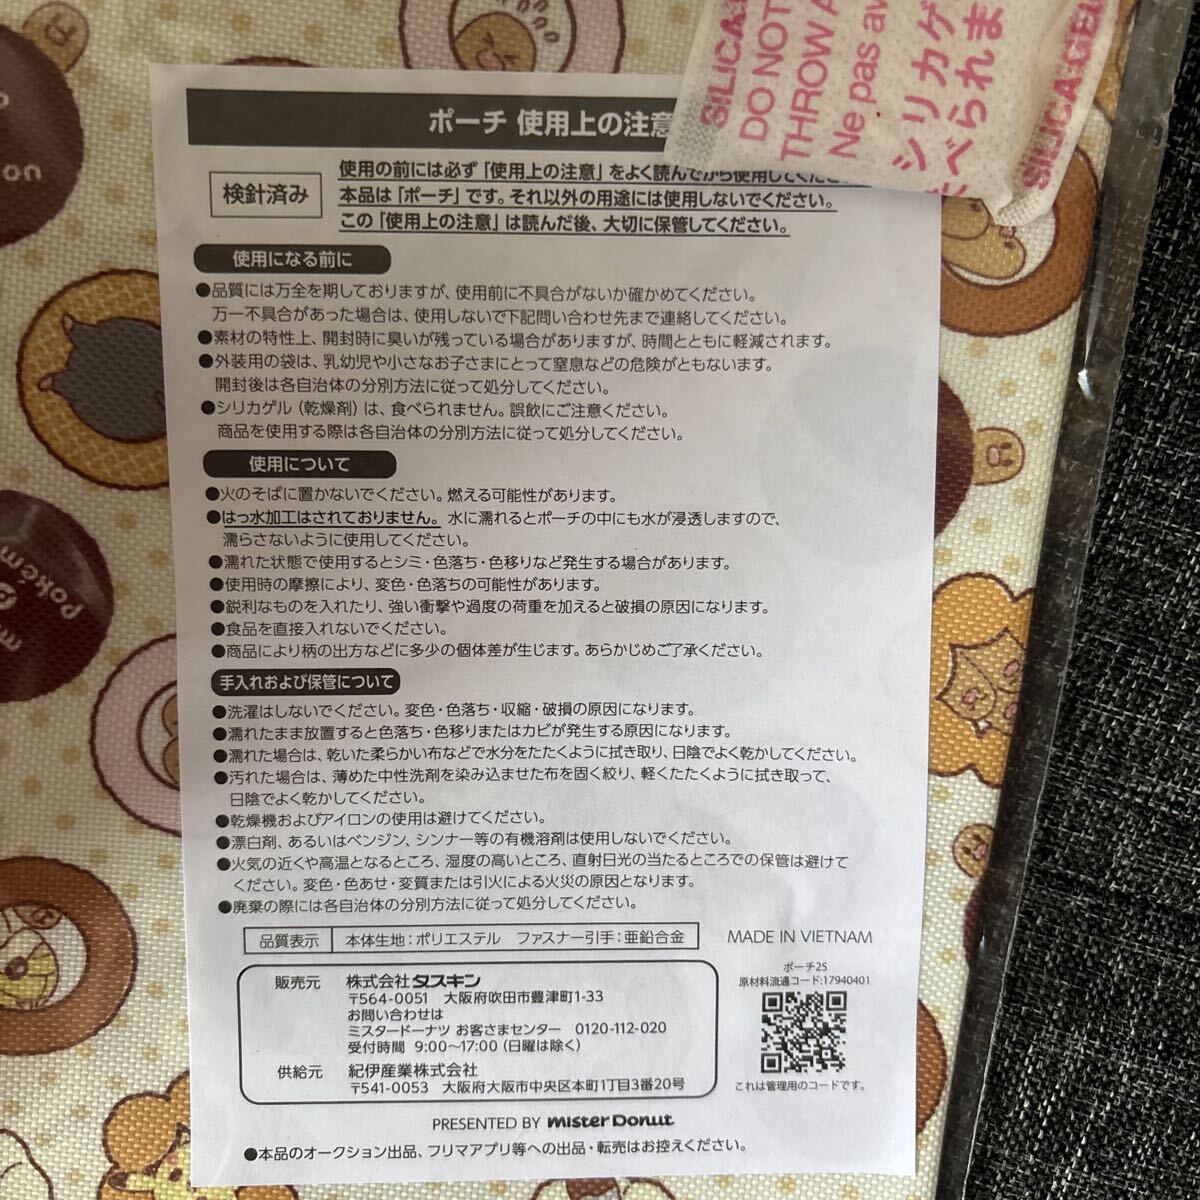 SILICA
DO NOT
THROW A
Ne pas av
シリカゲ
べられま
SILICA GEL
ポーチ 使用上の注意
検針済み
使用の前には必ず「使用上の注意」をよく読んでから使用してください。
本品は「ポーチ」です。それ以外の用途には使用しないでください。
この「使用上の注意」は読んだ後、大切に保管してください。
使用になる前に
●品質には万全を期しておりますが、使用前に不具合がないか確かめてください。
万一不具合があった場合は、使用しないで下記問い合わせ先まで連絡してください。
●素材の特性上、開封時に臭いが残っている場合がありますが、時間とともに軽減されます。
●外装用の袋は、乳幼児や小さなお子さまにとって窒息などの危険がともないます。
開封後は各自治体の分別方法に従って処分してください。
●シリカゲル（乾燥剤）は、食べられません。誤飲にご注意ください。
商品を使用する際は各自治体の分別方法に従って処分してください。
使用について
●火のそばに置かないでください。燃える可能性があります。
●はっ水加工はされておりません。水に濡れるとポーチの中にも水が浸透しますので、
濡らさないように使用してください。
●濡れた状態で使用するとシミ・色落ち・色移りなど発生する場合があります。
●使用時の摩擦により、変色・色落ちの可能性があります。
●鋭利なものを入れたり、強い衝撃や過度の荷重を加えると破損の原因になります。
●食品を直接入れないでください。
●商品により柄の出方などに多少の個体差が生じます。あらかじめご了承ください。
手入れおよび保管について
●洗濯はしないでください。変色・色落ち・収縮・破損の原因になります。
●濡れたまま放置すると色落ち・色移りまたはカビが発生する原因になります。
●濡れた場合は、乾いた柔らかい布などで水分をたたくように拭き取り、日陰でよく乾かしてください。
●汚れた場合は、薄めた中性洗剤を染み込ませた布を固く絞り、軽くたたくように拭き取って、
日陰でよく乾かしてください。
●乾燥機およびアイロンの使用は避けてください。
●漂白剤、あるいはベンジン、シンナー等の有機溶剤は使用しないでください。
●火気の近くや高温となるところ、湿度の高いところ、直射日光の当たるところでの保管は避けて
ください。変色・色あせ・変質または引火による火災の原因となります。
●廃棄の際には各自治体の分別方法に従って処分してください。
品質表示 本体生地：ポリエステル ファスナー引手：亜鉛合金
MADE IN VIETNAM
販売元 株式会社ダスキン
〒564-0051 大阪府吹田市豊津町1-33
お問い合わせは
ミスタードーナツ お客さまセンター 0120-112-020
受付時間 9:00～17:00（日曜は除く）
供給元 紀伊産業株式会社
〒541-0053 大阪府大阪市中央区本町1丁目3番20号
ポーチ25
原材料流通コード:17940401
これは管理用のコードです。
PRESENTED BY mister Donut
●本品のオークション出品、フリマアプリ等への出品・転売はお控えください。
Pokém